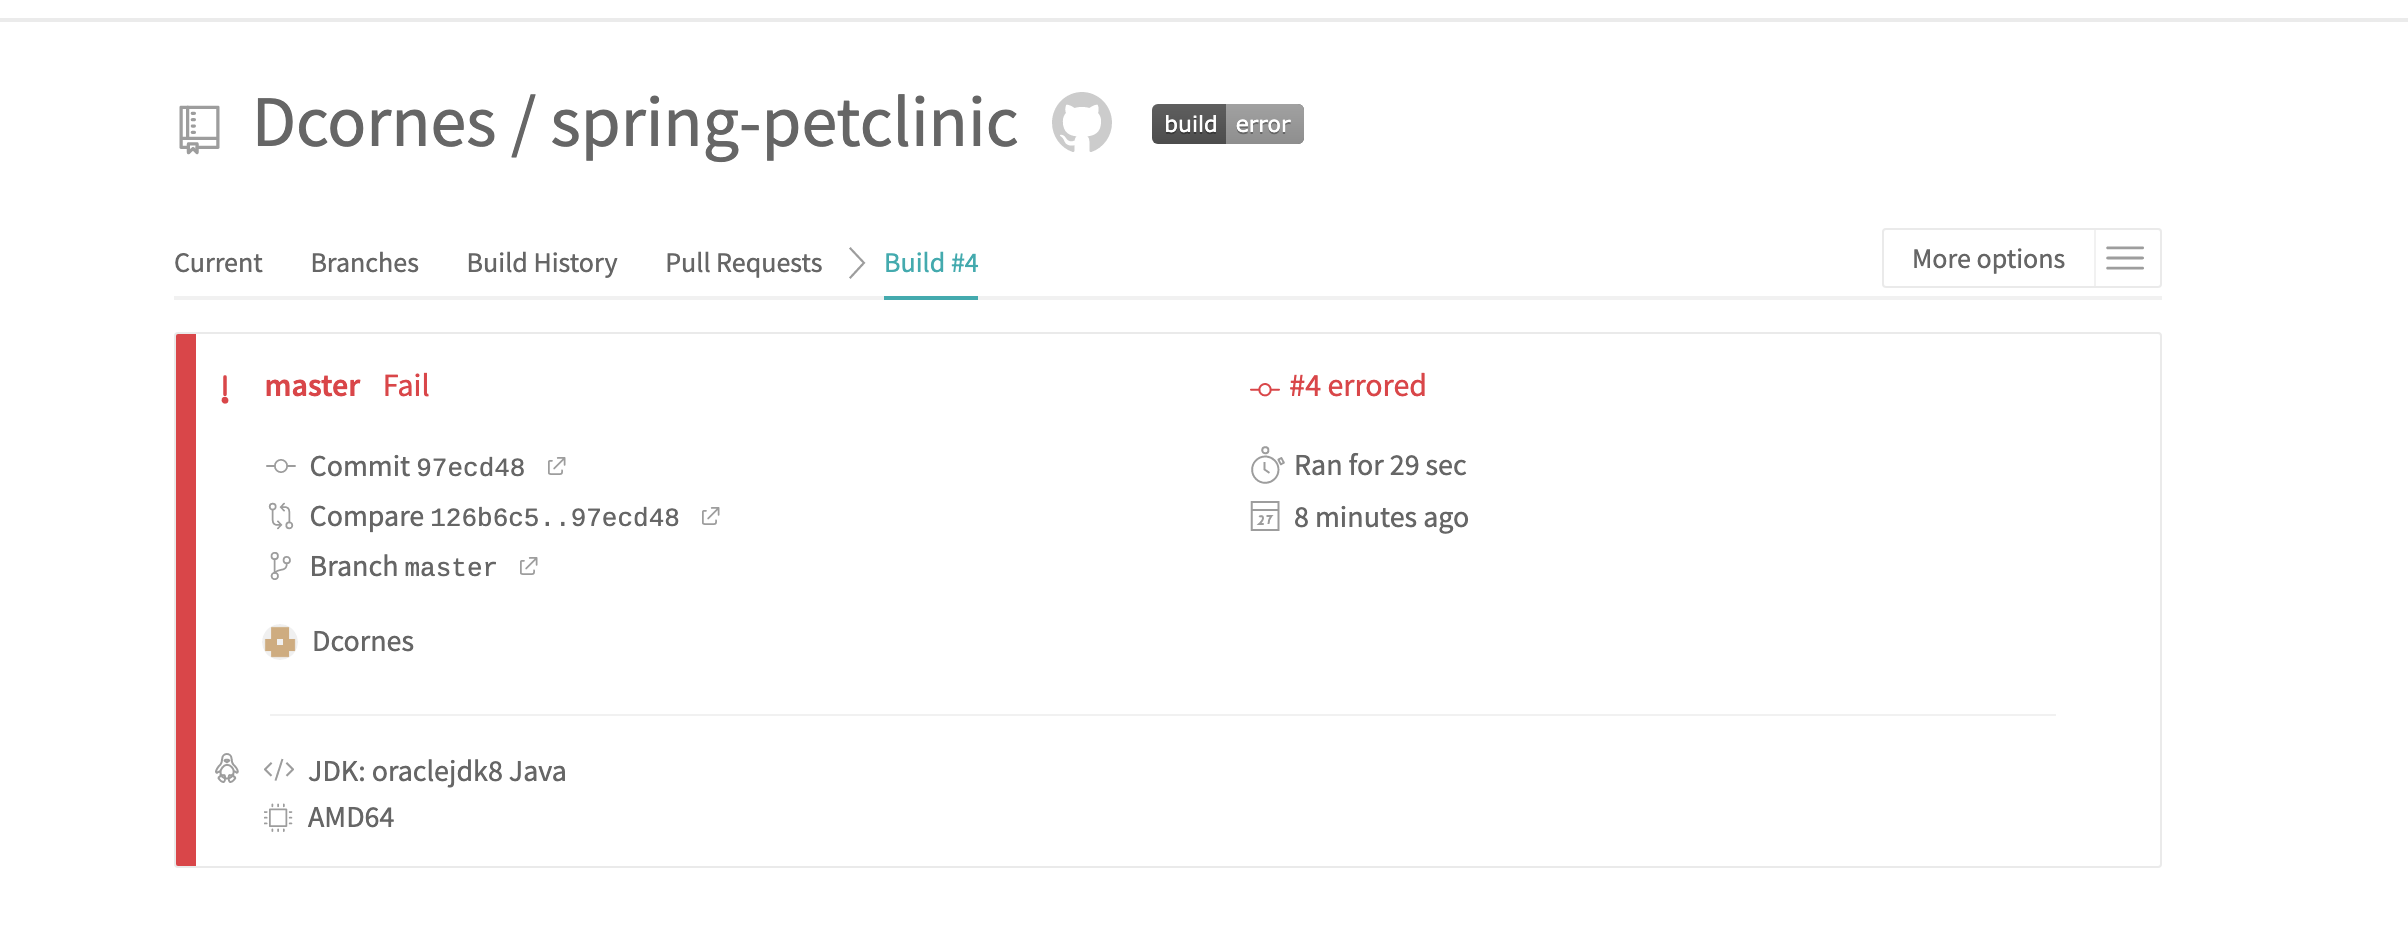 Dcornes / spring-petclinic build error
Current Branches Build History Pull Requests Build #4 More options
master Fail
#4 errored
Commit 97ecd48
Compare 126b6c5..97ecd48
Branch master
Ran for 29 sec
27 8 minutes ago
Dcornes
JDK: oraclejdk8 Java
AMD64